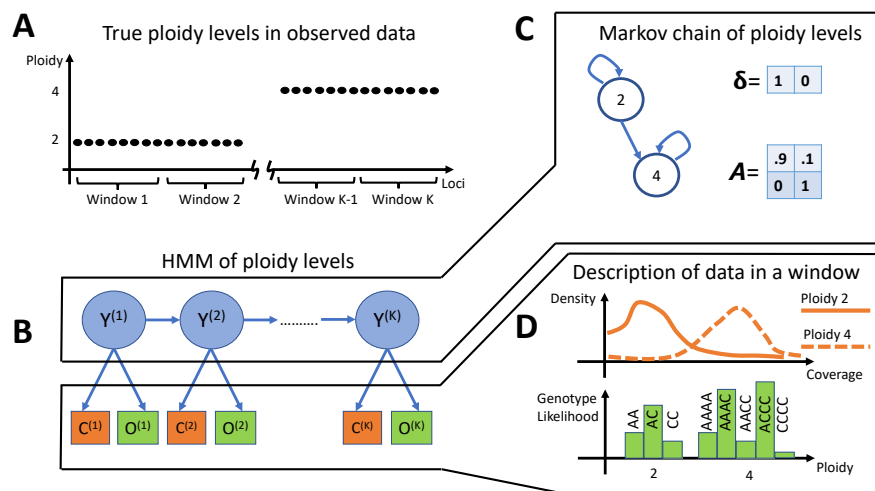 A
True ploidy levels in observed data
Ploidy
4
2
Loci
Window 1
Window 2
Window K-1
Window K
B
HMM of ploidy levels
Y(1)
Y(2)
..........
Y(K)
C(1)
O(1)
C(2)
O(2)
C(K)
O(K)
C
Markov chain of ploidy levels
2
4
δ= 1 0
A= .9 .1
0 1
D
Description of data in a window
Density
Ploidy 2
Ploidy 4
Coverage
Genotype
Likelihood
AA
AC
CC
AAAA
AAAC
AACC
ACCC
CCCC
2
4
Ploidy